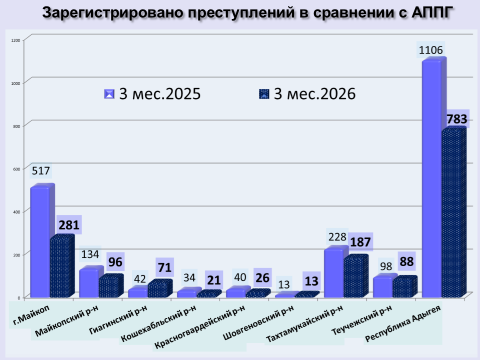 Зарегистрировано преступлений в сравнении с АППГ
1200
1000
800
600
400
200
0
3 мес.2025
3 мес.2026
517
281
134
96
42
71
34
21
40
26
13
13
228
187
98
88
1106
783
г.Майкоп
Майкопский р-н
Гиагинский р-н
Кошехабльский р-н
Красногвардейский р-н
Шовгеновский р-н
Тахтамукайский р-н
Теучежский р-н
Республика Адыгея